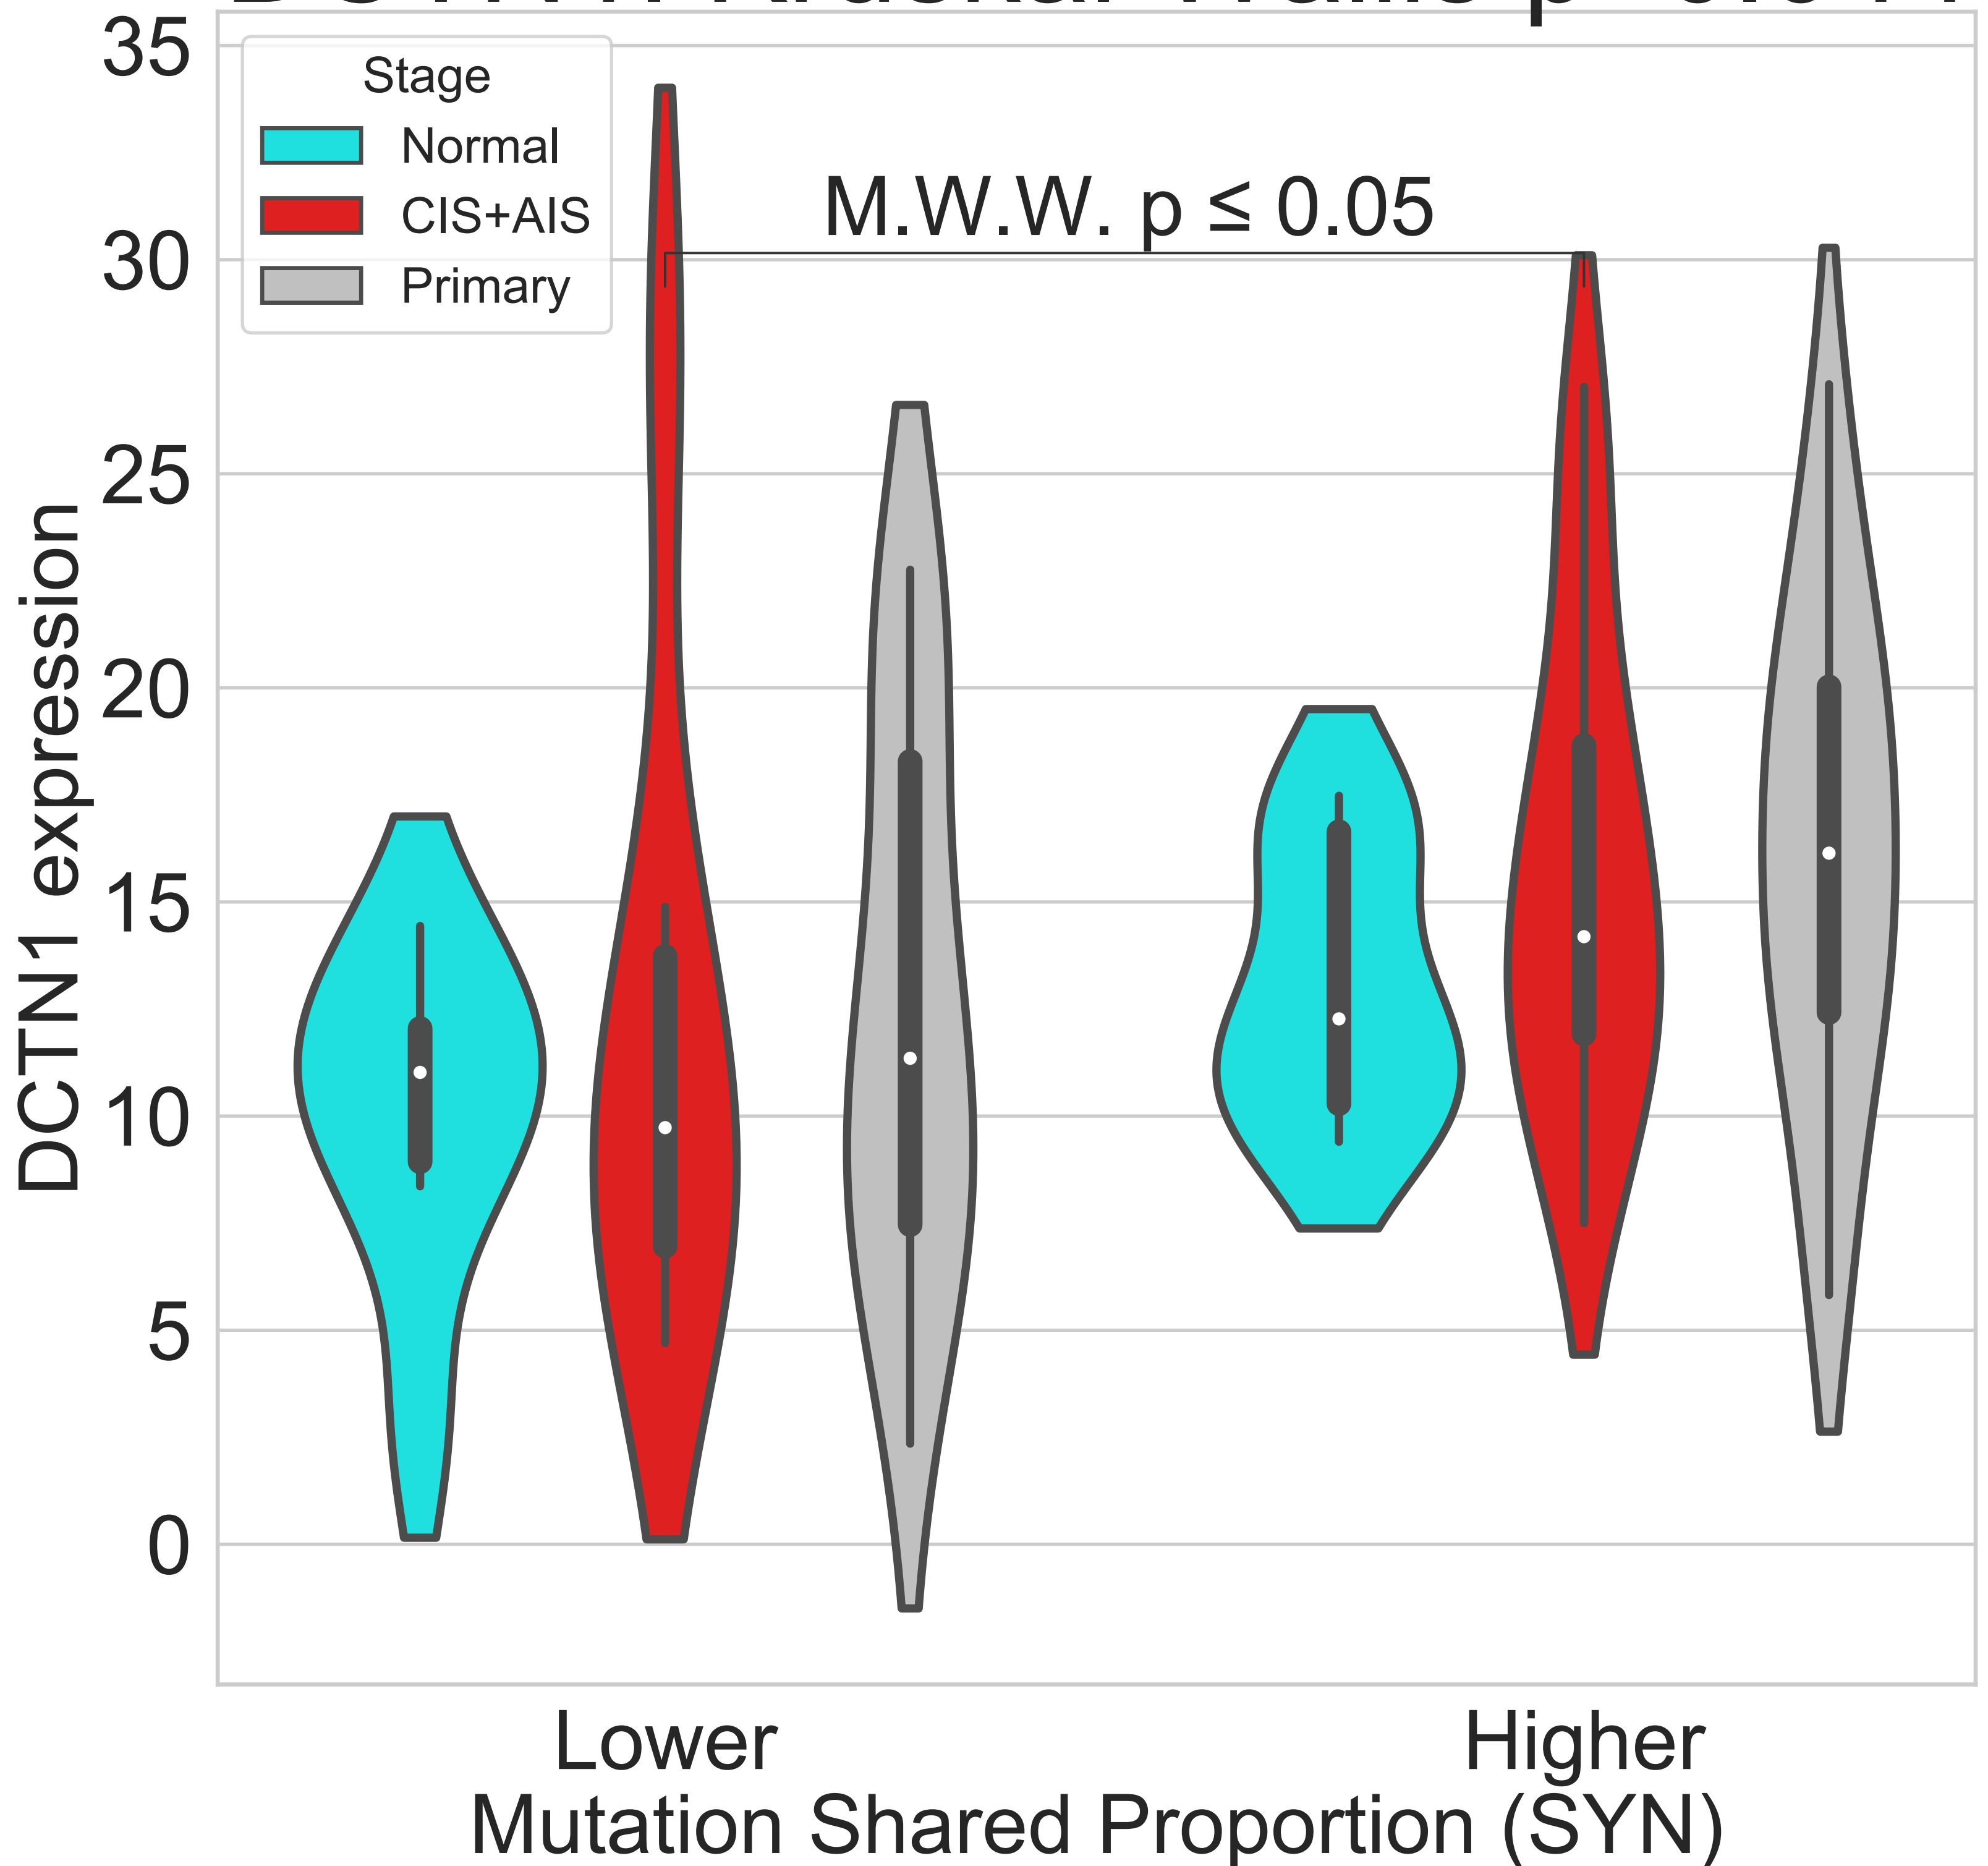 35
30
25
20
15
10
5
0
DCTN1 expression
Stage
Normal
CIS+AIS
Primary
M.W.W. p ≤ 0.05
Lower
Higher
Mutation Shared Proportion (SYN)